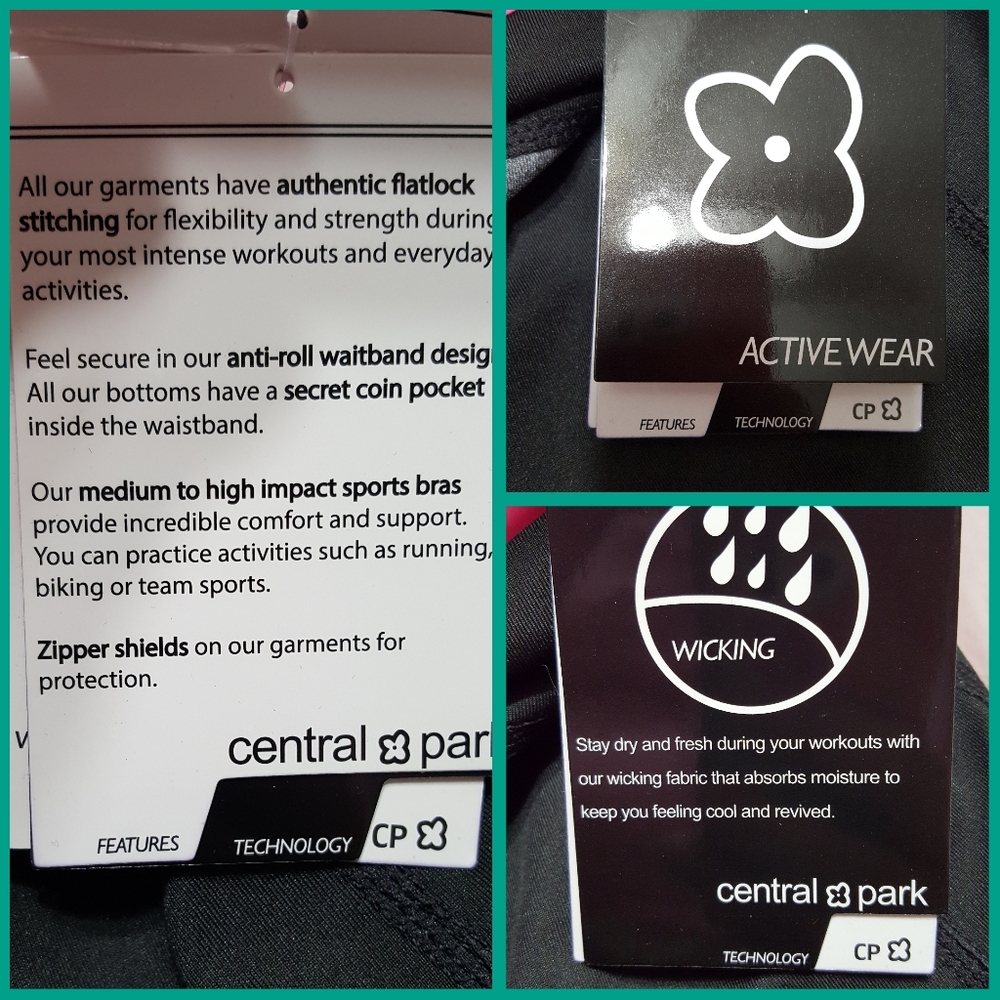 All our garments have authentic flatlock
stitching for flexibility and strength during
your most intense workouts and everyday
activities.
Feel secure in our anti-roll waitband desig
All our bottoms have a secret coin pocket
inside the waistband.
Our medium to high impact sports bras
provide incredible comfort and support.
You can practice activities such as running,
biking or team sports.
Zipper shields on our garments for
protection.
central park
FEATURES TECHNOLOGY CP
ACTIVE WEAR
FEATURES TECHNOLOGY CP
WICKING
Stay dry and fresh during your workouts with
our wicking fabric that absorbs moisture to
keep you feeling cool and revived.
central park
TECHNOLOGY CP